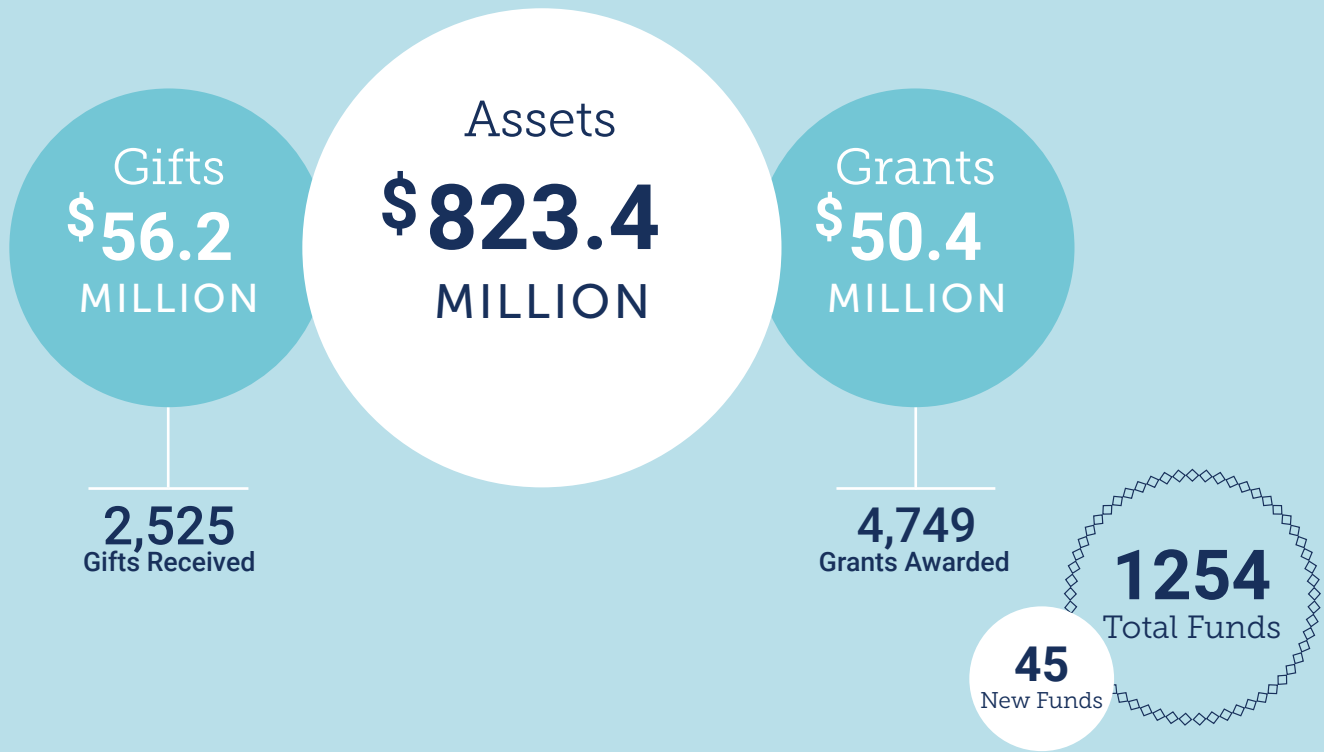 Gifts
$56.2
MILLION
2,525
Gifts Received
Assets
$823.4
MILLION
Grants
$50.4
MILLION
4,749
Grants Awarded
1254
Total Funds
45
New Funds